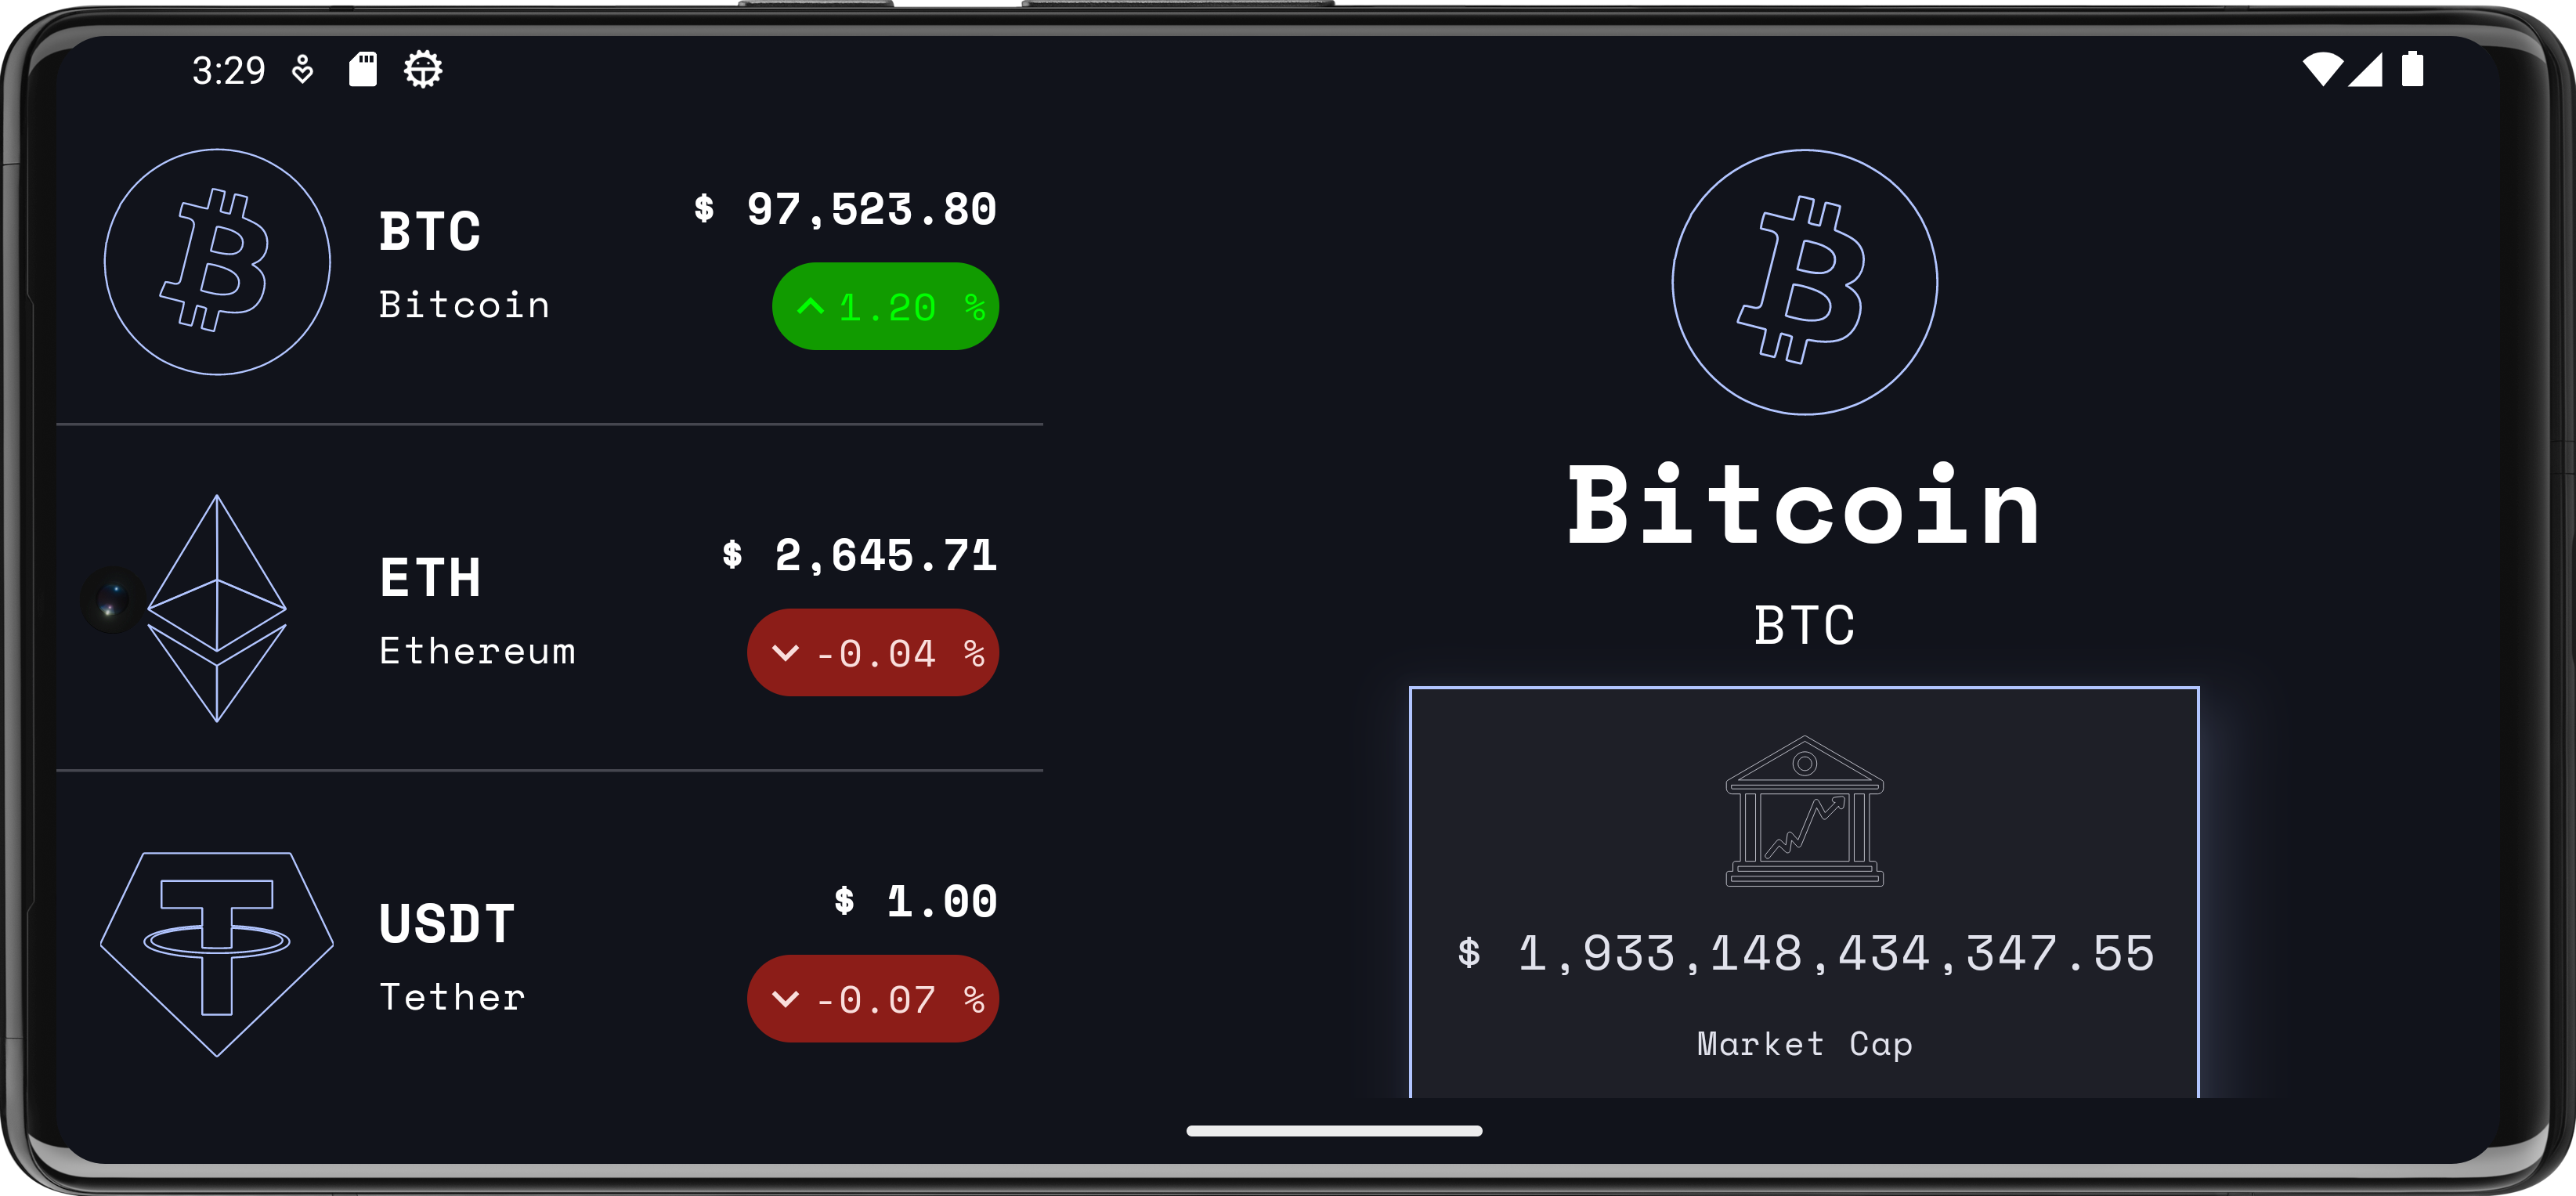 3:29
BTC
Bitcoin
$ 97,523.80
1.20 %
ETH
Ethereum
$ 2,645.71
-0.04 %
USDT
Tether
$ 1.00
-0.07 %
Bitcoin
BTC
$ 1,933,148,434,347.55
Market Cap